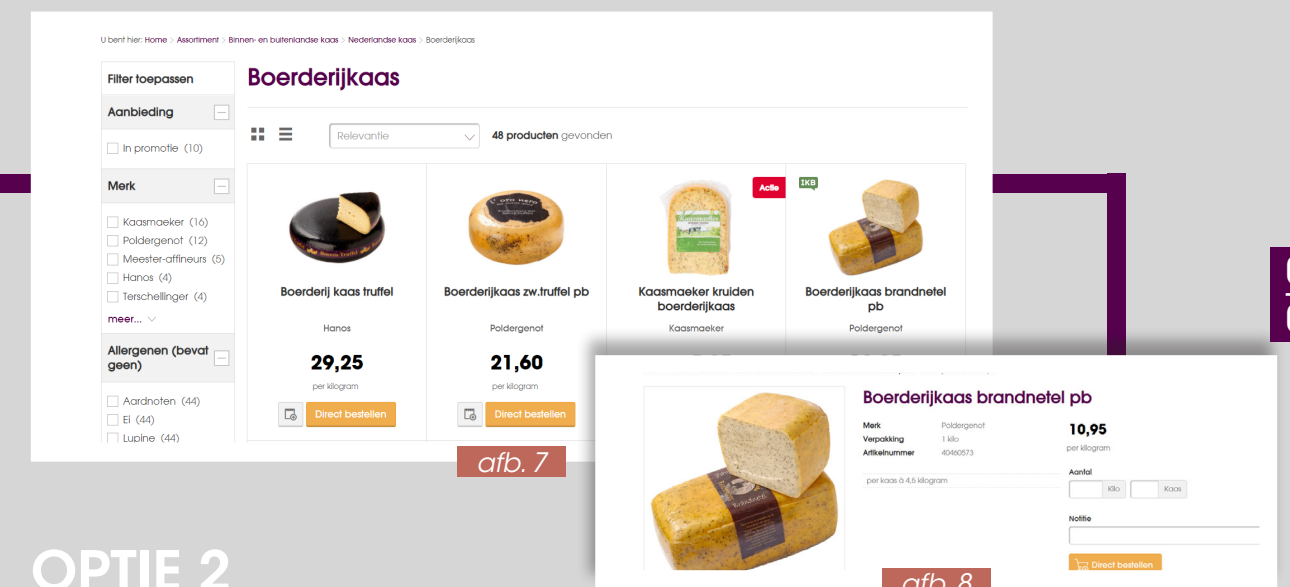 U bent hier: Home > Assortiment > Binnen- en buitenlandse kaas > Nederlandse kaas > Boerderijkaas
Filter toepassen
Aanbieding
In promotie (10)
Merk
Kaasmaeker (16)
Poldergenot (12)
Meester-affineurs (5)
Hanos (4)
Terschellinger (4)
meer...
Allergenen (bevat
geen)
Aardnoten (44)
Ei (44)
Lupine (44)
Boerderijkaas
Relevantie
48 producten gevonden
Boerderij kaas truffel
Hanos
29,25
per kilogram
Direct bestellen
Boerderijkaas zw.truffel pb
Poldergenot
21,60
per kilogram
Direct bestellen
Actie
Kaasmaeker
Kaasmaeker kruiden
boerderijkaas
Kaasmaeker
IKB
Boerderijkaas brandnetel
pb
Poldergenot
afb. 7
Boerderijkaas brandnetel pb
Merk Poldergenot
Verpakking 1 kilo
Artikelnummer 40460573
per kaas à 4,5 kilogram
10,95
per kilogram
Aantal
Kilo Kaas
Notitie
Direct bestellen
afb. 8
OPTIE 2